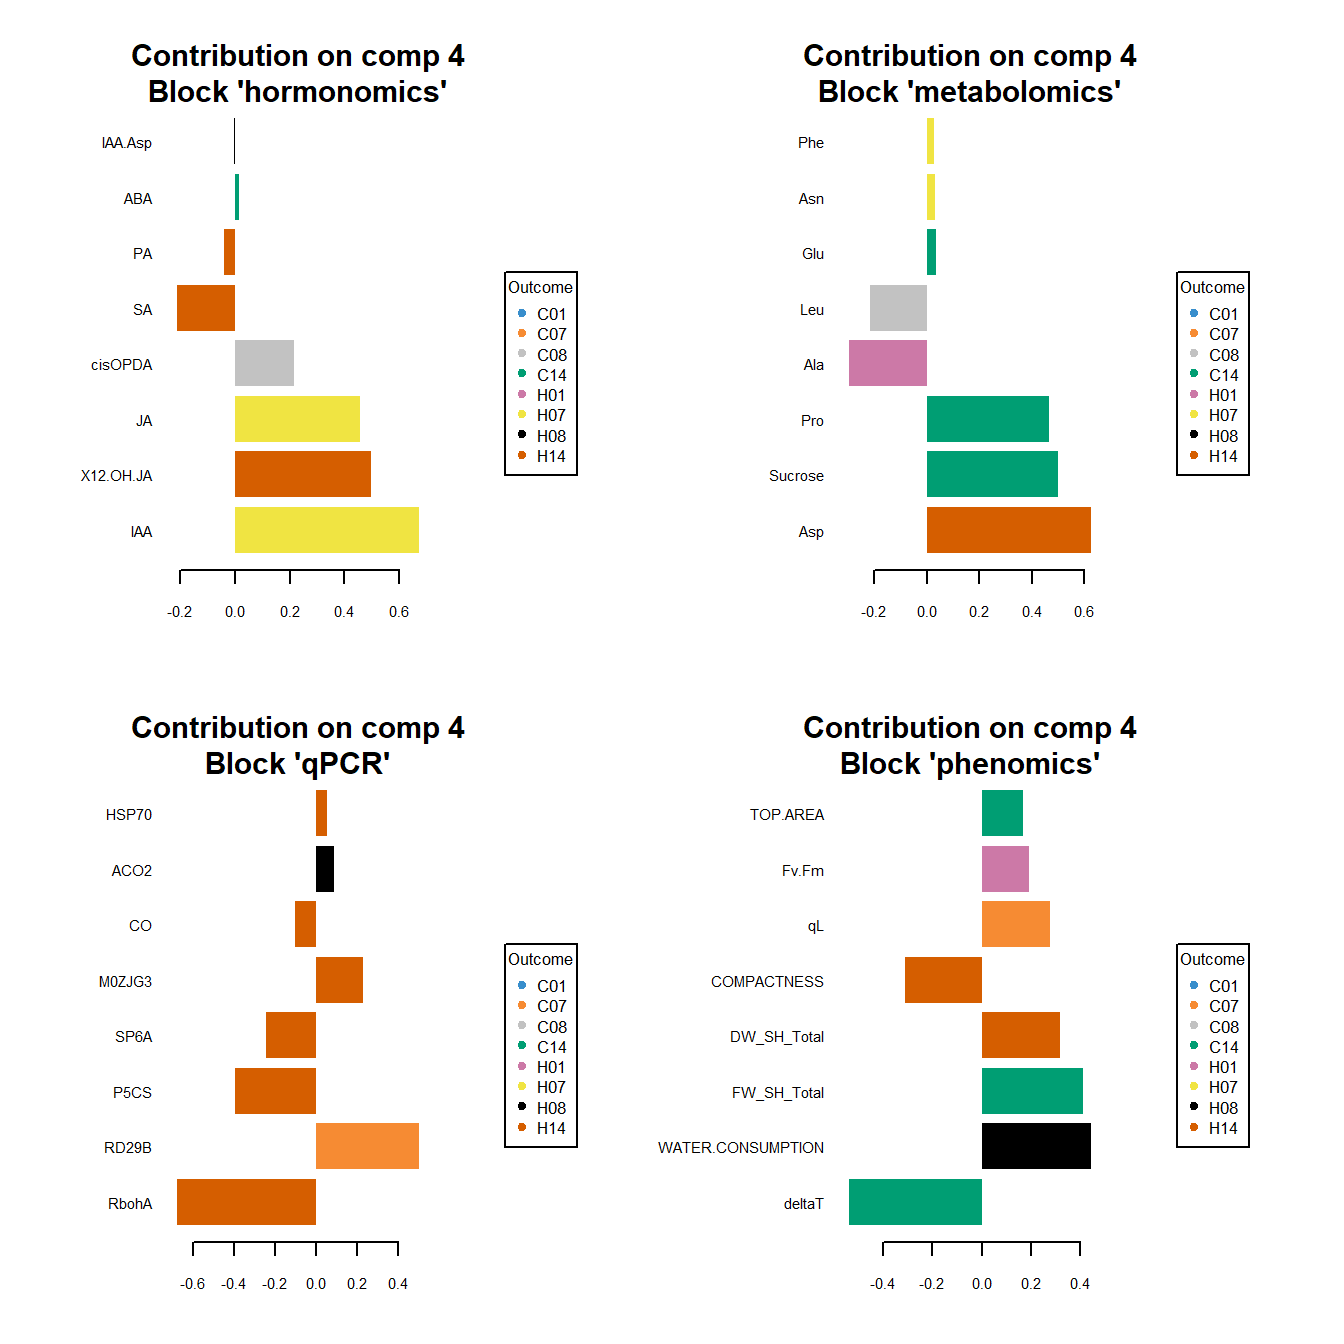 Contribution on comp 4
Block 'hormonomics'
IAA.Asp
ABA
PA
SA
cisOPDA
JA
X12.OH.JA
IAA
-0.2 0.0 0.2 0.4 0.6
Outcome
C01
C07
C08
C14
H01
H07
H08
H14
Contribution on comp 4
Block 'metabolomics'
Phe
Asn
Glu
Leu
Ala
Pro
Sucrose
Asp
-0.2 0.0 0.2 0.4 0.6
Outcome
C01
C07
C08
C14
H01
H07
H08
H14
Contribution on comp 4
Block 'qPCR'
HSP70
ACO2
CO
M0ZJG3
SP6A
P5CS
RD29B
RbohA
-0.6 -0.4 -0.2 0.0 0.2 0.4
Outcome
C01
C07
C08
C14
H01
H07
H08
H14
Contribution on comp 4
Block 'phenomics'
TOP.AREA
Fv.Fm
qL
COMPACTNESS
DW_SH_Total
FW_SH_Total
WATER.CONSUMPTION
deltaT
-0.4 -0.2 0.0 0.2 0.4
Outcome
C01
C07
C08
C14
H01
H07
H08
H14